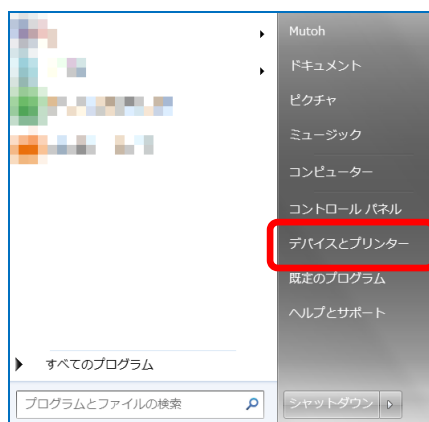 Mutoh
ドキュメント
ピクチャ
ミュージック
コンピューター
コントロール パネル
デバイスとプリンター
既定のプログラム
ヘルプとサポート
すべてのプログラム
プログラムとファイルの検索
シャットダウン